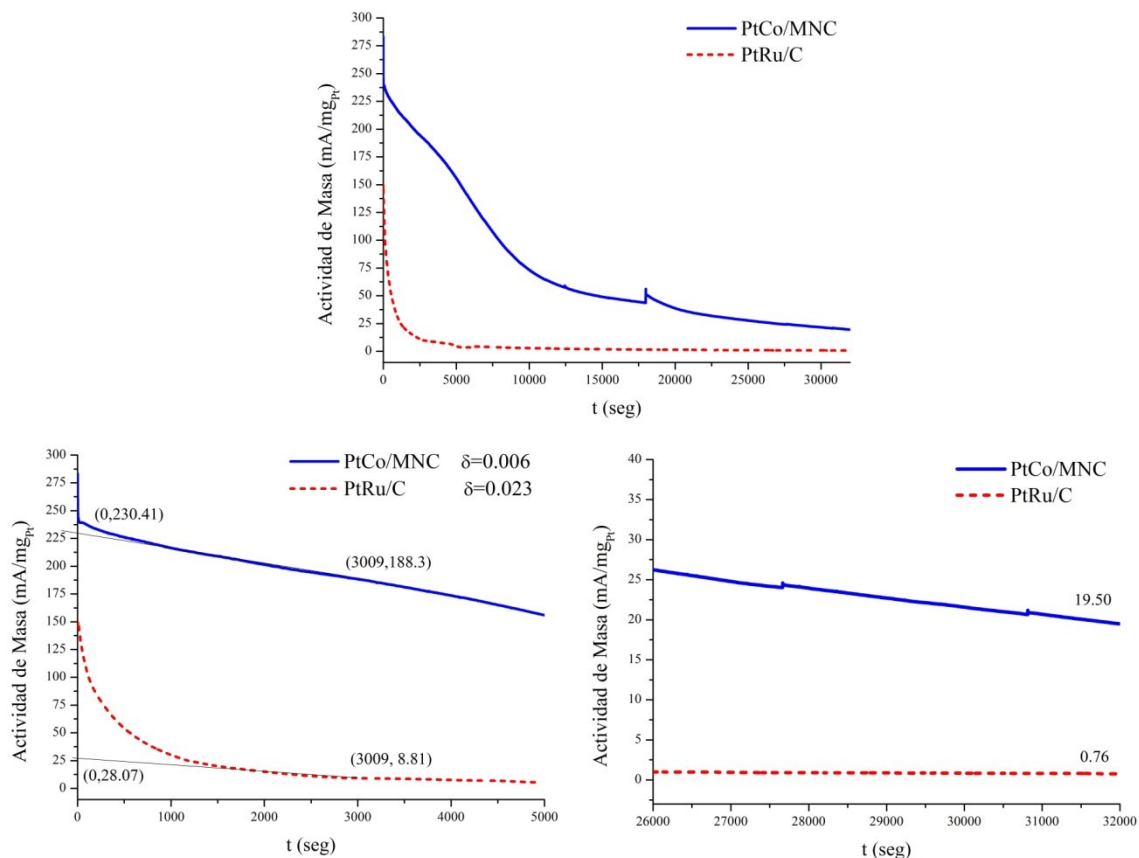 PtCo/MNC
PtRu/C
Actividad de Masa (mA/mgPt)
300
275
250
225
200
175
150
125
100
75
50
25
0
0 5000 10000 15000 20000 25000 30000
t (seg)
PtCo/MNC δ=0.006
PtRu/C δ=0.023
Actividad de Masa (mA/mgPt)
300
275
250
225
200
175
150
125
100
75
50
25
0
(0,230.41)
(3009,188.3)
(0,28.07)
(3009, 8.81)
0 1000 2000 3000 4000 5000
t (seg)
PtCo/MNC
PtRu/C
Actividad de Masa (mA/mgPt)
40
35
30
25
20
15
10
5
0
19.50
0.76
26000 27000 28000 29000 30000 31000 32000
t (seg)